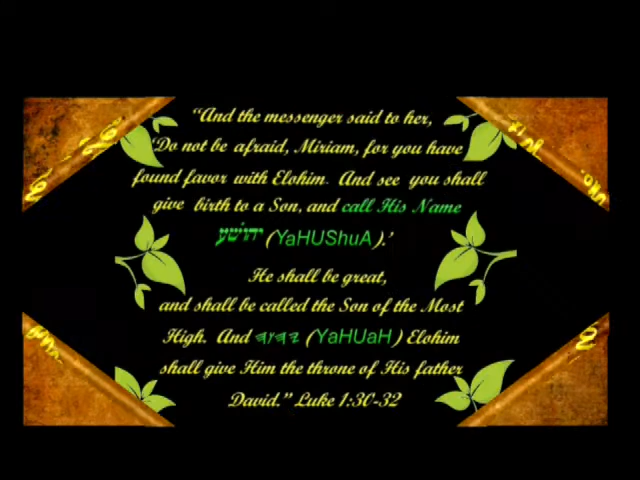 “And the messenger said to her,
‘Do not be afraid, Miriam, for you have
found favor with Elohim. And see you shall
give birth to a Son, and call His Name
יהושע (YaHUShuA).’
He shall be great,
and shall be called the Son of the Most
High. And 𐤉𐤄𐤅𐤄 (YaHUaH) Elohim
shall give Him the throne of His father
David.” Luke 1:30-32